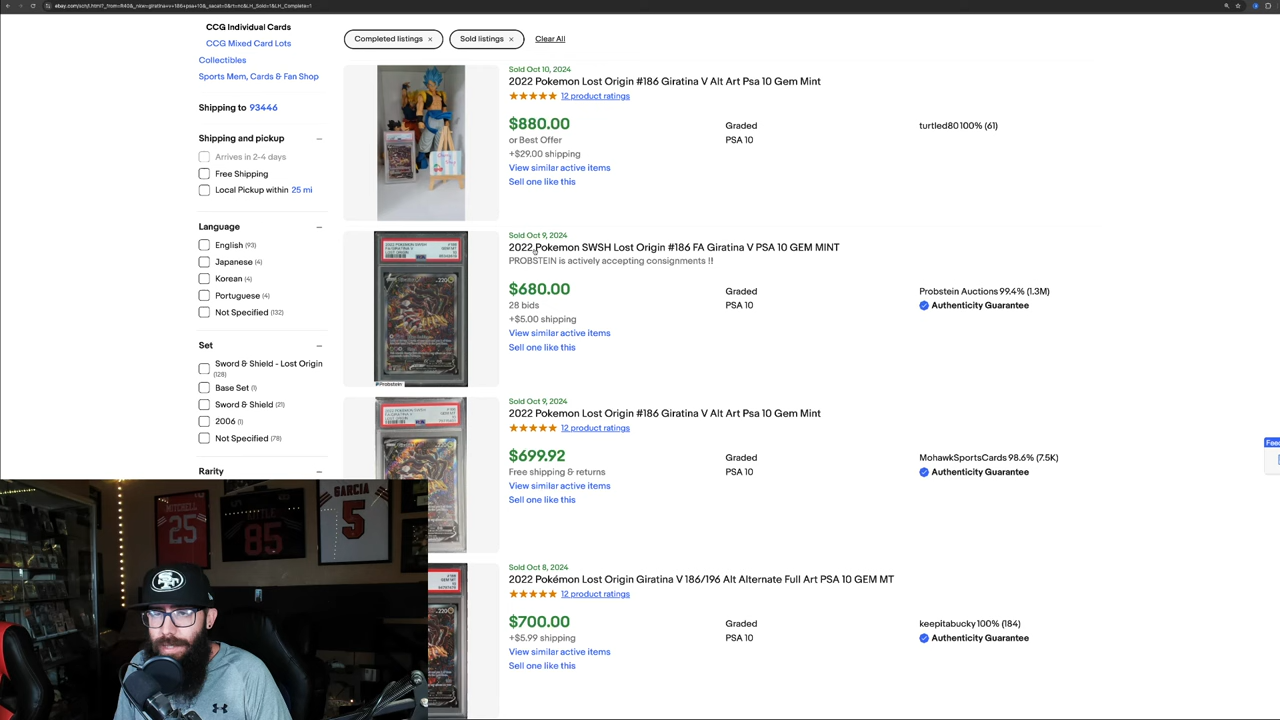 CCG Individual Cards
CCG Mixed Card Lots
Collectibles
Sports Mem, Cards & Fan Shop
Shipping to 93446
Shipping and pickup
Arrives in 2-4 days
Free Shipping
Local Pickup within 25 mi
Language
English (93)
Japanese (4)
Korean (4)
Portuguese (4)
Not Specified (132)
Set
Sword & Shield - Lost Origin
(128)
Base Set (1)
Sword & Shield (21)
2006 (1)
Not Specified (78)
Rarity
Completed listings ×
Sold listings ×
Clear All
Sold Oct 10, 2024
2022 Pokemon Lost Origin #186 Giratina V Alt Art Psa 10 Gem Mint
12 product ratings
$880.00
or Best Offer
+$29.00 shipping
View similar active items
Sell one like this
Graded
PSA 10
turtled80 100% (61)
Sold Oct 9, 2024
2022 Pokemon SWSH Lost Origin #186 FA Giratina V PSA 10 GEM MINT
PROBSTEIN is actively accepting consignments !!
$680.00
28 bids
+$5.00 shipping
View similar active items
Sell one like this
Graded
PSA 10
Probstein Auctions 99.4% (1.3M)
Authenticity Guarantee
Sold Oct 9, 2024
2022 Pokemon Lost Origin #186 Giratina V Alt Art Psa 10 Gem Mint
12 product ratings
$699.92
Free shipping & returns
View similar active items
Sell one like this
Graded
PSA 10
MohawkSportsCards 98.6% (7.5K)
Authenticity Guarantee
Sold Oct 8, 2024
2022 Pokémon Lost Origin Giratina V 186/196 Alt Alternate Full Art PSA 10 GEM MT
12 product ratings
$700.00
+$5.99 shipping
View similar active items
Sell one like this
Graded
PSA 10
keepitabucky 100% (184)
Authenticity Guarantee
25
85
GARCIA
5